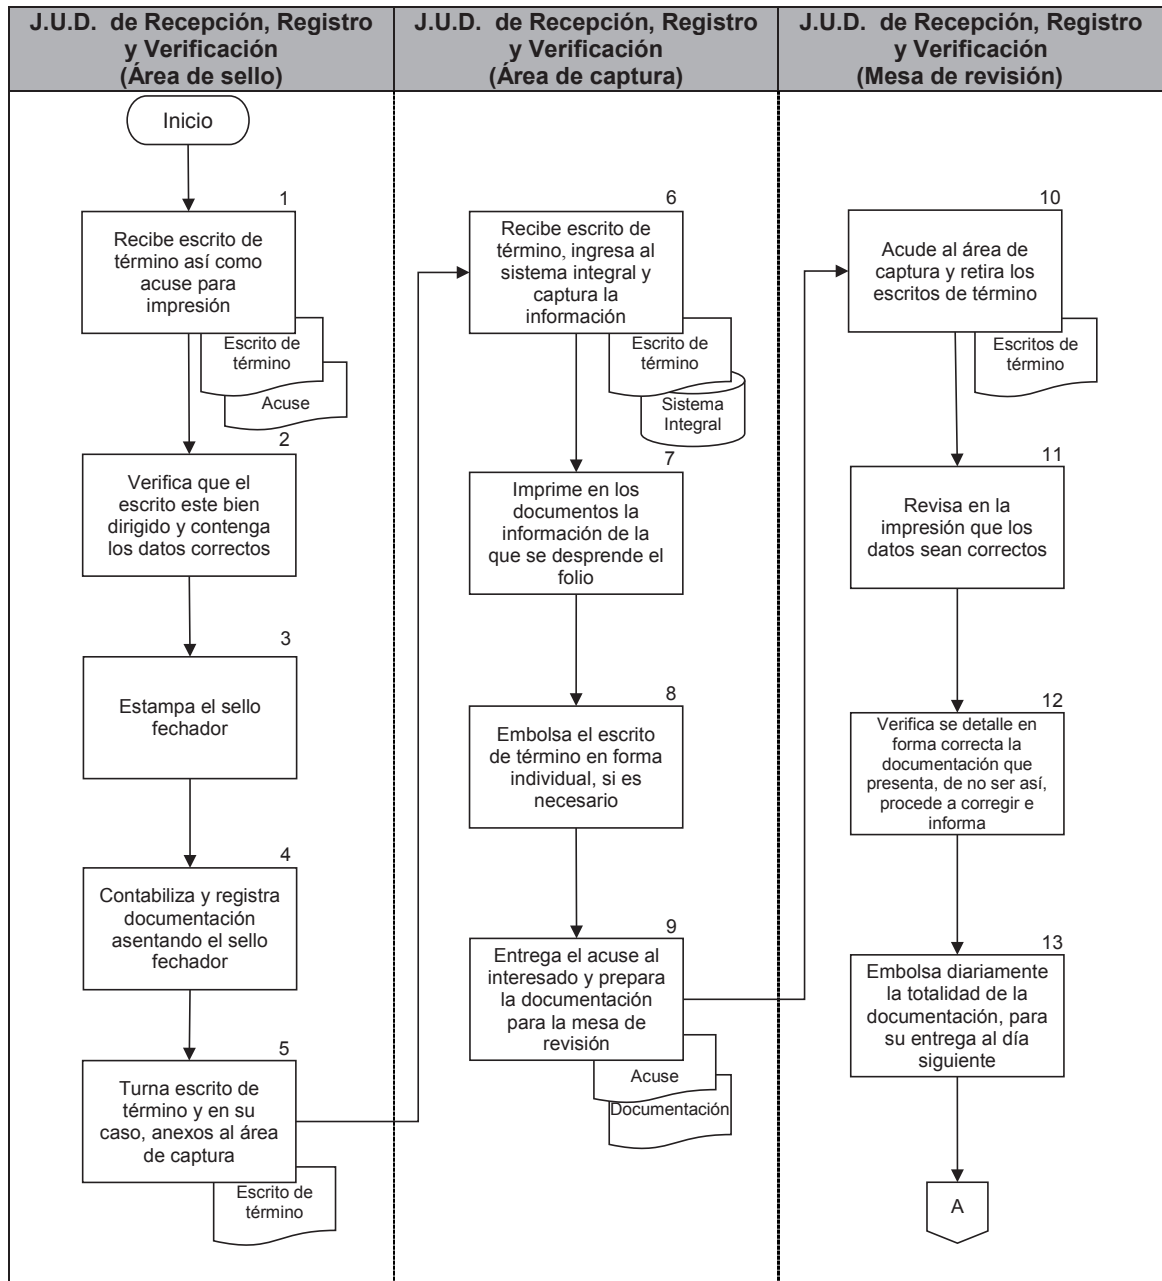 J.U.D. de Recepción, Registro
y Verificación
(Área de sello)
J.U.D. de Recepción, Registro
y Verificación
(Área de captura)
J.U.D. de Recepción, Registro
y Verificación
(Mesa de revisión)
Inicio
1
Recibe escrito de
término así como
acuse para
impresión
Escrito de
término
Acuse
2
Verifica que el
escrito este bien
dirigido y contenga
los datos correctos
3
Estampa el sello
fechador
4
Contabiliza y registra
documentación
asentando el sello
fechador
5
Turna escrito de
término y en su
caso, anexos al área
de captura
Escrito de
término
6
Recibe escrito de
término, ingresa al
sistema integral y
captura la
información
Escrito de
término
Sistema
Integral
7
Imprime en los
documentos la
información de la
que se desprende el
folio
8
Embolsa el escrito
de término en forma
individual, si es
necesario
9
Entrega el acuse al
interesado y prepara
la documentación
para la mesa de
revisión
Acuse
Documentación
10
Acude al área de
captura y retira los
escritos de término
Escritos de
término
11
Revisa en la
impresión que los
datos sean correctos
12
Verifica se detalle en
forma correcta la
documentación que
presenta, de no ser así,
procede a corregir e
informa
13
Embolsa diariamente
la totalidad de la
documentación, para
su entrega al día
siguiente
A